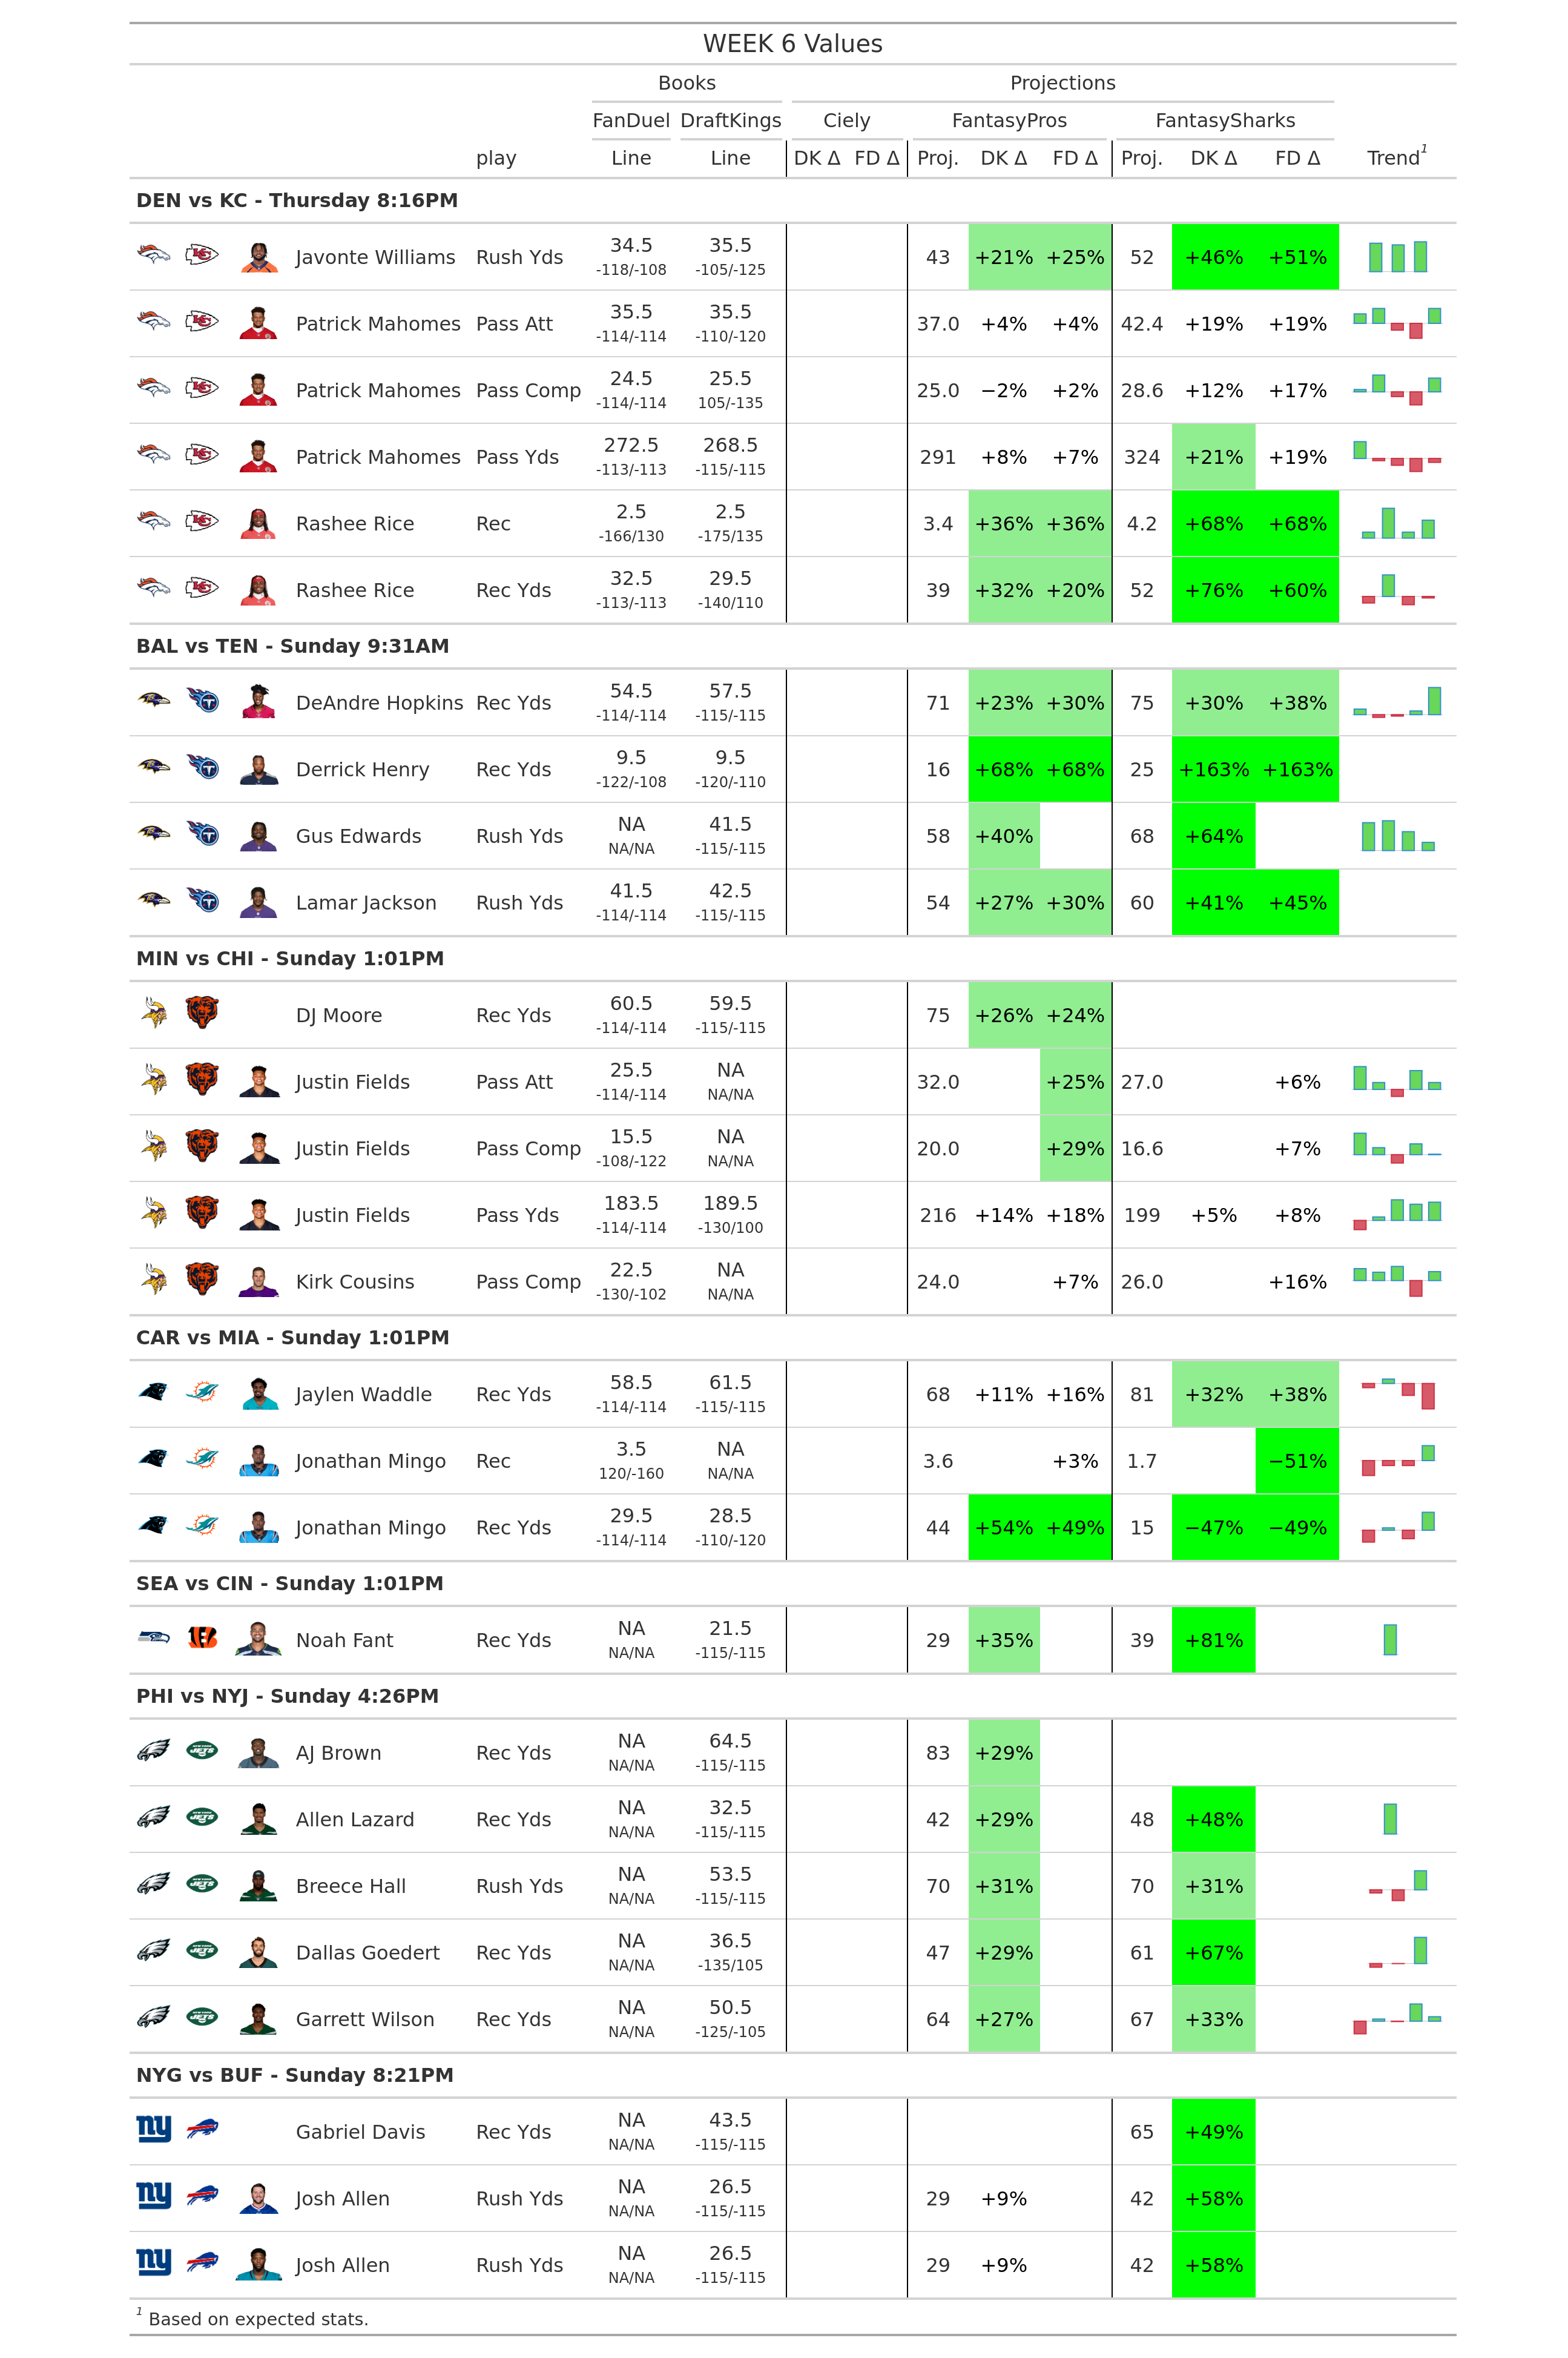 WEEK 6 Values
Books Projections
FanDuel DraftKings Ciely FantasyPros FantasySharks
play Line Line DK Δ FD Δ Proj. DK Δ FD Δ Proj. DK Δ FD Δ Trend1
DEN vs KC - Thursday 8:16PM
Javonte Williams Rush Yds 34.5 35.5 43 +21% +25% 52 +46% +51%
-118/-108 -105/-125
Patrick Mahomes Pass Att 35.5 35.5 37.0 +4% +4% 42.4 +19% +19%
-114/-114 -110/-120
Patrick Mahomes Pass Comp 24.5 25.5 25.0 −2% +2% 28.6 +12% +17%
-114/-114 105/-135
Patrick Mahomes Pass Yds 272.5 268.5 291 +8% +7% 324 +21% +19%
-113/-113 -115/-115
Rashee Rice Rec 2.5 2.5 3.4 +36% +36% 4.2 +68% +68%
-166/130 -175/135
Rashee Rice Rec Yds 32.5 29.5 39 +32% +20% 52 +76% +60%
-113/-113 -140/110
BAL vs TEN - Sunday 9:31AM
DeAndre Hopkins Rec Yds 54.5 57.5 71 +23% +30% 75 +30% +38%
-114/-114 -115/-115
Derrick Henry Rec Yds 9.5 9.5 16 +68% +68% 25 +163% +163%
-122/-108 -120/-110
Gus Edwards Rush Yds NA 41.5 58 +40% 68 +64%
NA/NA -115/-115
Lamar Jackson Rush Yds 41.5 42.5 54 +27% +30% 60 +41% +45%
-114/-114 -115/-115
MIN vs CHI - Sunday 1:01PM
DJ Moore Rec Yds 60.5 59.5 75 +26% +24%
-114/-114 -115/-115
Justin Fields Pass Att 25.5 NA 32.0 +25% 27.0 +6%
-114/-114 NA/NA
Justin Fields Pass Comp 15.5 NA 20.0 +29% 16.6 +7%
-108/-122 NA/NA
Justin Fields Pass Yds 183.5 189.5 216 +14% +18% 199 +5% +8%
-114/-114 -130/100
Kirk Cousins Pass Comp 22.5 NA 24.0 +7% 26.0 +16%
-130/-102 NA/NA
CAR vs MIA - Sunday 1:01PM
Jaylen Waddle Rec Yds 58.5 61.5 68 +11% +16% 81 +32% +38%
-114/-114 -115/-115
Jonathan Mingo Rec 3.5 NA 3.6 +3% 1.7 −51%
120/-160 NA/NA
Jonathan Mingo Rec Yds 29.5 28.5 44 +54% +49% 15 −47% −49%
-114/-114 -110/-120
SEA vs CIN - Sunday 1:01PM
Noah Fant Rec Yds NA 21.5 29 +35% 39 +81%
NA/NA -115/-115
PHI vs NYJ - Sunday 4:26PM
AJ Brown Rec Yds NA 64.5 83 +29%
NA/NA -115/-115
Allen Lazard Rec Yds NA 32.5 42 +29% 48 +48%
NA/NA -115/-115
Breece Hall Rush Yds NA 53.5 70 +31% 70 +31%
NA/NA -115/-115
Dallas Goedert Rec Yds NA 36.5 47 +29% 61 +67%
NA/NA -135/105
Garrett Wilson Rec Yds NA 50.5 64 +27% 67 +33%
NA/NA -125/-105
NYG vs BUF - Sunday 8:21PM
Gabriel Davis Rec Yds NA 43.5 65 +49%
NA/NA -115/-115
Josh Allen Rush Yds NA 26.5 29 +9% 42 +58%
NA/NA -115/-115
Josh Allen Rush Yds NA 26.5 29 +9% 42 +58%
NA/NA -115/-115
1 Based on expected stats.